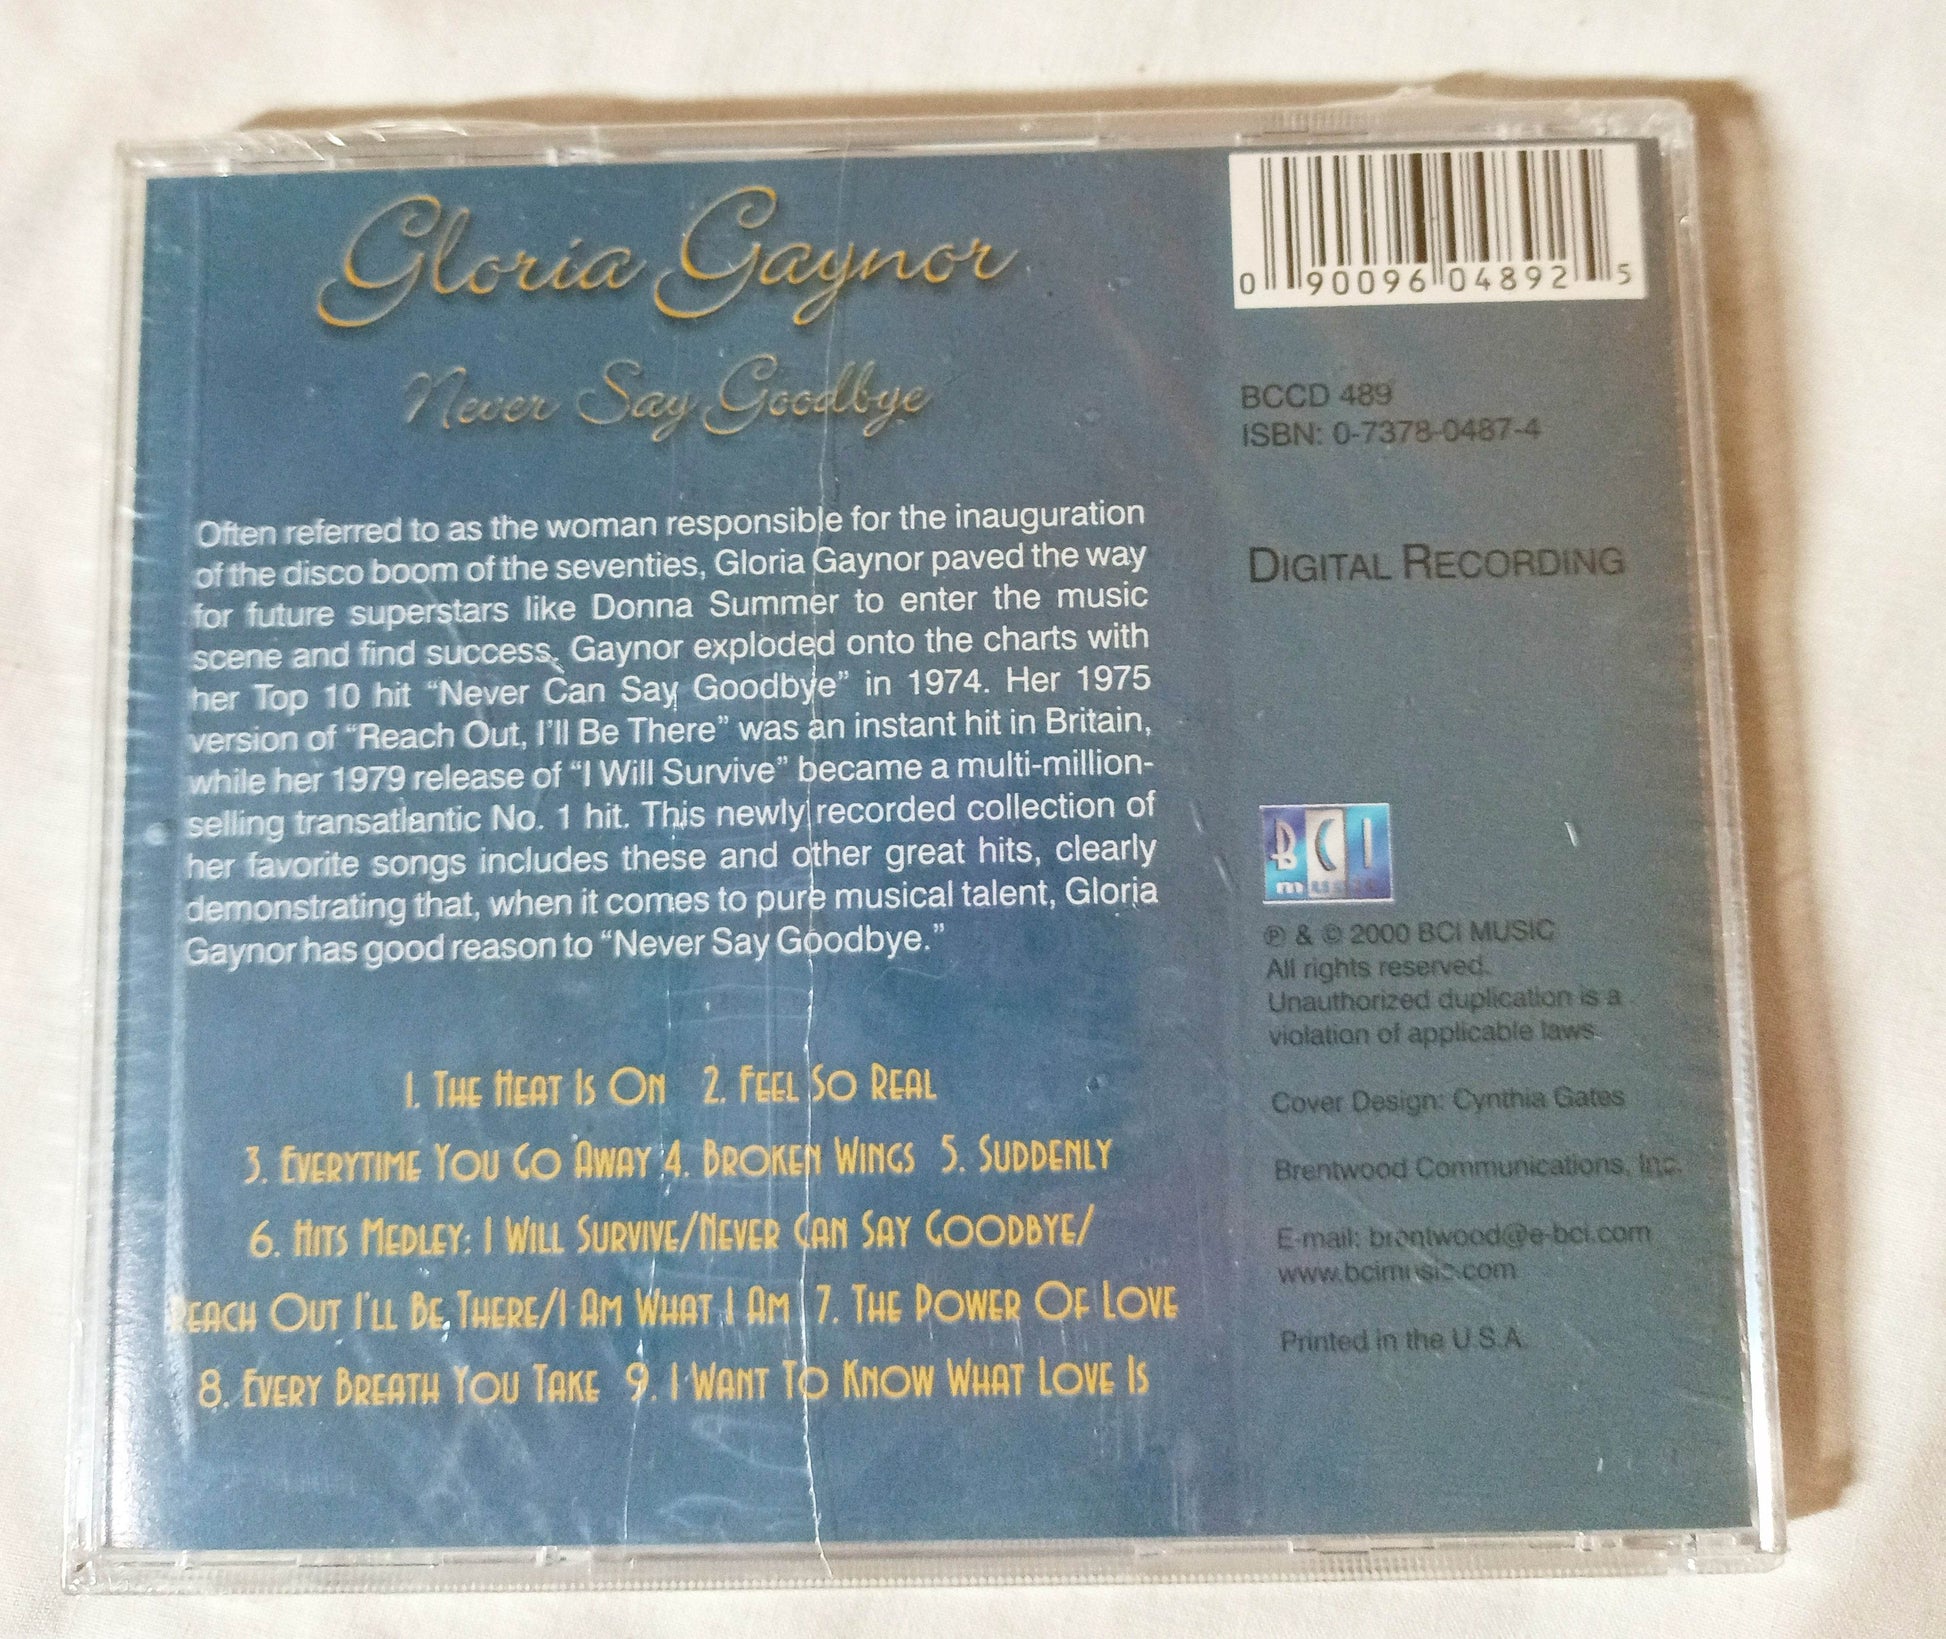 Gloria Gaynor
Never Say Goodbye
Often referred to as the woman responsible for the inauguration
of the disco boom of the seventies, Gloria Gaynor paved the way
for future superstars like Donna Summer to enter the music
scene and find success. Gaynor exploded onto the charts with
her Top 10 hit “Never Can Say Goodbye” in 1974. Her 1975
version of “Reach Out, I’ll Be There” was an instant hit in Britain,
while her 1979 release of “I Will Survive” became a multi-million-
selling transatlantic No. 1 hit. This newly recorded collection of
her favorite songs includes these and other great hits, clearly
demonstrating that, when it comes to pure musical talent, Gloria
Gaynor has good reason to “Never Say Goodbye.”
1. THE HEAT IS ON 2. FEEL SO REAL
3. EVERYTIME YOU GO AWAY 4. BROKEN WINGS 5. SUDDENLY
6. HITS MEDLEY: I WILL SURVIVE/NEVER CAN SAY GOODBYE/
REACH OUT I'LL BE THERE/I AM WHAT I AM 7. THE POWER OF LOVE
8. EVERY BREATH YOU TAKE 9. I WANT TO KNOW WHAT LOVE IS
0 90096 04892 5
BCCD 489
ISBN: 0-7378-0487-4
DIGITAL RECORDING
BCI
music
℗ & © 2000 BCI MUSIC
All rights reserved.
Unauthorized duplication is a
violation of applicable laws.
Cover Design: Cynthia Gates
Brentwood Communications, Inc.
E-mail: brentwood@e-bci.com
www.bcimusic.com
Printed in the U.S.A.